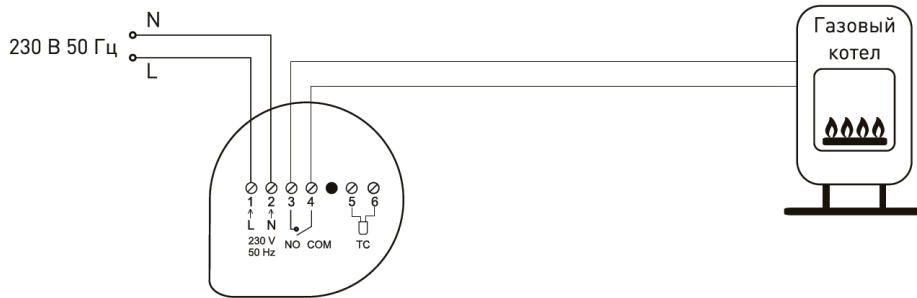 N
230 В 50 Гц
L
Газовый
котел
1 2 3 4 5 6
L N
230 V
50 Hz
NO COM
TC